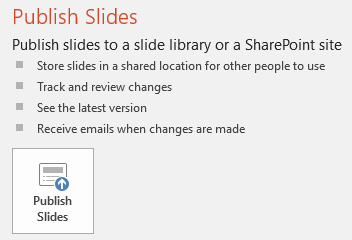 Publish Slides
Publish slides to a slide library or a SharePoint site
Store slides in a shared location for other people to use
Track and review changes
See the latest version
Receive emails when changes are made
Publish
Slides